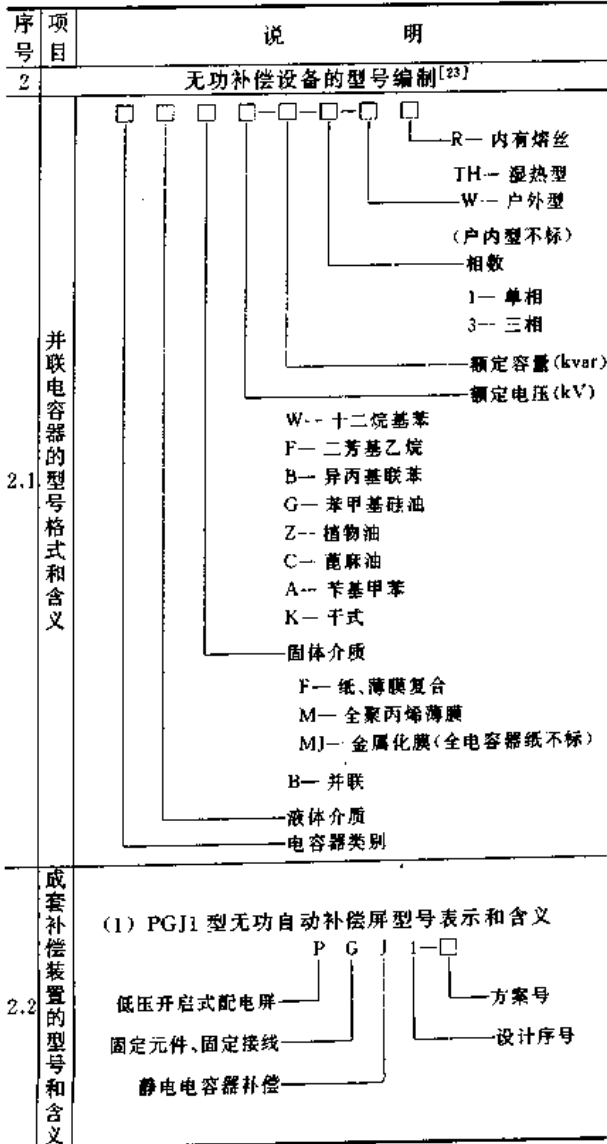 序号 项目 说 明
2 无功补偿设备的型号编制[23]
2.1 并联电容器的型号格式和含义
□ □ □ □-□-□-□ □
R— 内有熔丝
TH— 湿热型
W— 户外型
(户内型不标)
相数
1— 单相
3— 三相
额定容量(kvar)
额定电压(kV)
W— 十二烷基苯
F— 二芳基乙烷
B— 异丙基联苯
G— 苯甲基硅油
Z— 植物油
C— 蓖麻油
A— 苄基甲苯
K— 干式
固体介质
F— 纸、薄膜复合
M— 全聚丙烯薄膜
MJ— 金属化膜(全电容器纸不标)
B— 并联
液体介质
电容器类别
2.2 成套补偿装置的型号和含义
(1) PGJ1 型无功自动补偿屏型号表示和含义
P G J 1-□
低压开启式配电屏
方案号
固定元件、固定接线
设计序号
静电电容器补偿